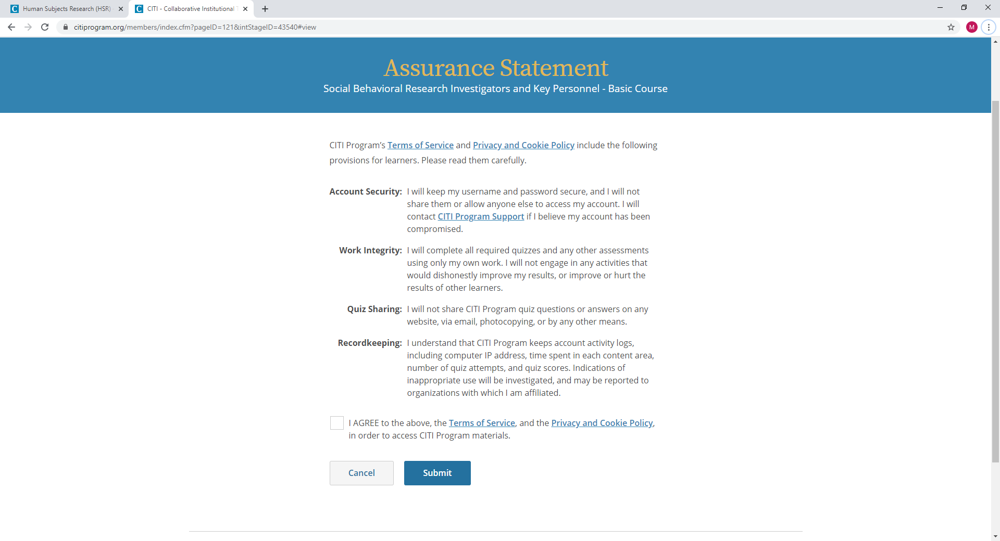 Human Subjects Research (HSR)
CITI - Collaborative Institutional
citiprogram.org/members/index.cfm?pageID=121&intStageID=43540#view
M
Assurance Statement
Social Behavioral Research Investigators and Key Personnel - Basic Course
CITI Program’s Terms of Service and Privacy and Cookie Policy include the following
provisions for learners. Please read them carefully.
Account Security: I will keep my username and password secure, and I will not
share them or allow anyone else to access my account. I will
contact CITI Program Support if I believe my account has been
compromised.
Work Integrity: I will complete all required quizzes and any other assessments
using only my own work. I will not engage in any activities that
would dishonestly improve my results, or improve or hurt the
results of other learners.
Quiz Sharing: I will not share CITI Program quiz questions or answers on any
website, via email, photocopying, or by any other means.
Recordkeeping: I understand that CITI Program keeps account activity logs,
including computer IP address, time spent in each content area,
number of quiz attempts, and quiz scores. Indications of
inappropriate use will be investigated, and may be reported to
organizations with which I am affiliated.
I AGREE to the above, the Terms of Service, and the Privacy and Cookie Policy,
in order to access CITI Program materials.
Cancel
Submit